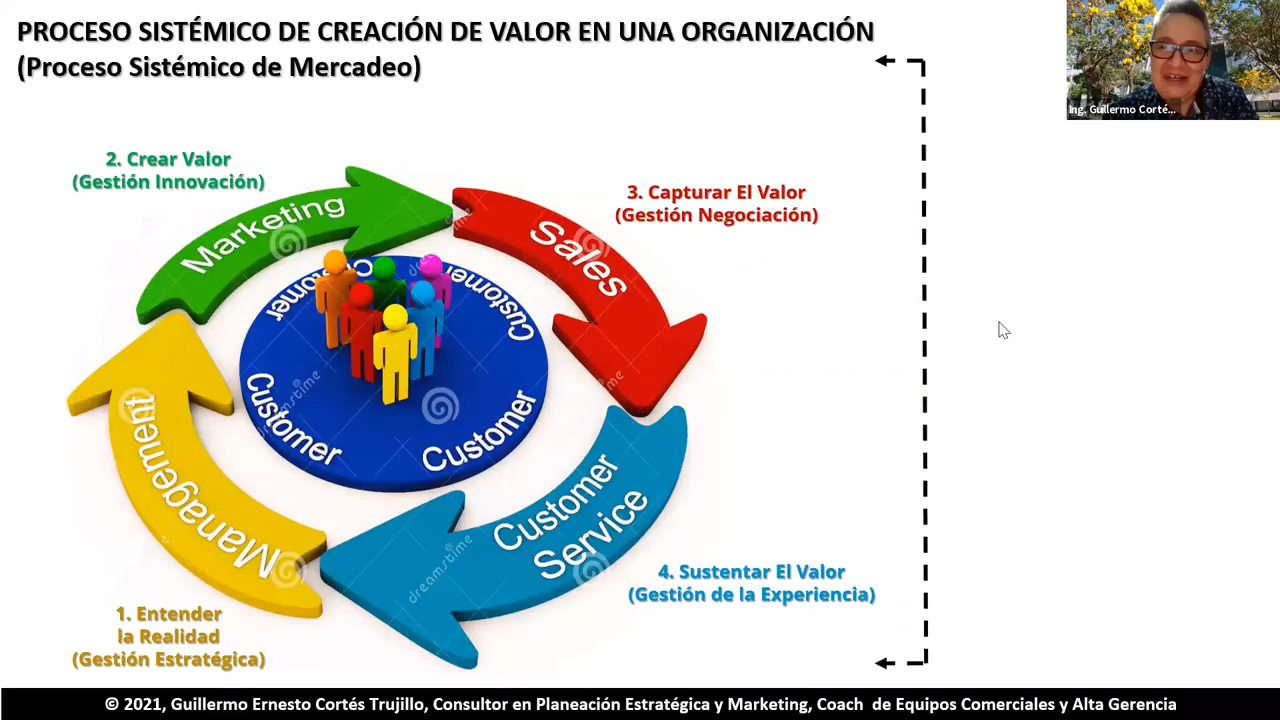 PROCESO SISTÉMICO DE CREACIÓN DE VALOR EN UNA ORGANIZACIÓN
(Proceso Sistémico de Mercadeo)
Ing. Guillermo Corté...
2. Crear Valor
(Gestión Innovación)
3. Capturar El Valor
(Gestión Negociación)
Marketing
Sales
Customer
Customer
Customer
Customer
Management
Customer
Service
dreamstime
dreamstime
4. Sustentar El Valor
(Gestión de la Experiencia)
1. Entender
la Realidad
(Gestión Estratégica)
© 2021, Guillermo Ernesto Cortés Trujillo, Consultor en Planeación Estratégica y Marketing, Coach de Equipos Comerciales y Alta Gerencia